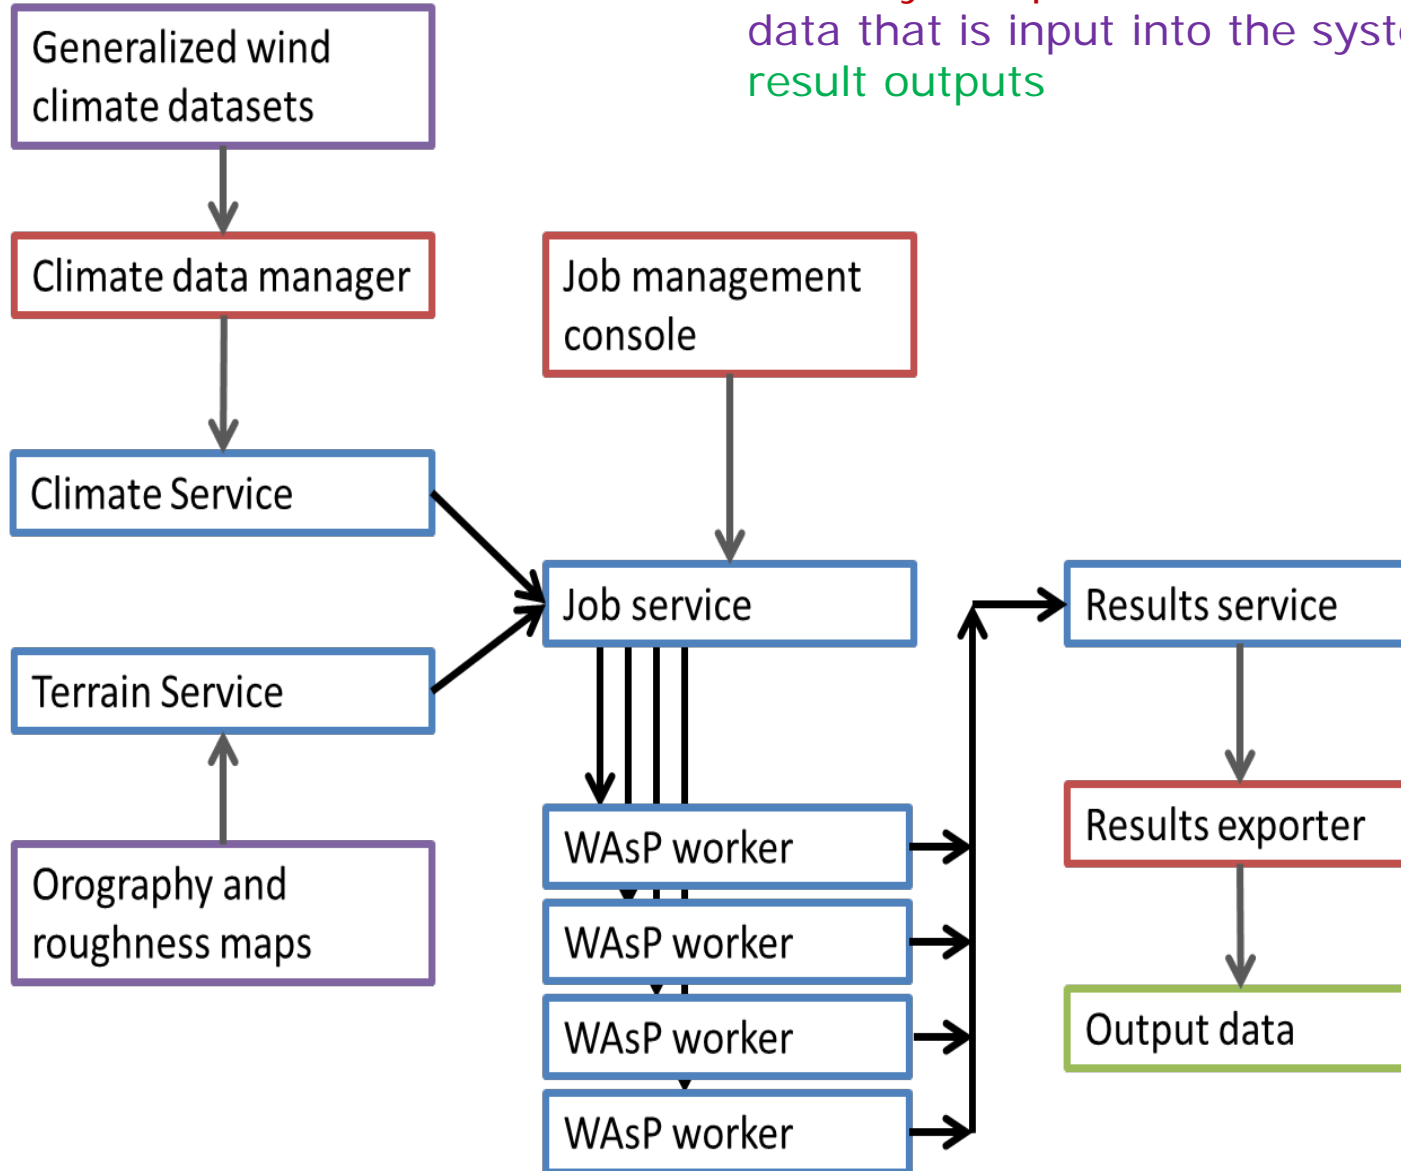 data that is input into the
result outputs
Generalized wind
climate datasets
Climate data manager
Job management
console
Climate Service
Job service
Results service
Terrain Service
WAsP worker
Results exporter
Orography and
roughness maps
WAsP worker
WAsP worker
Output data
WAsP worker